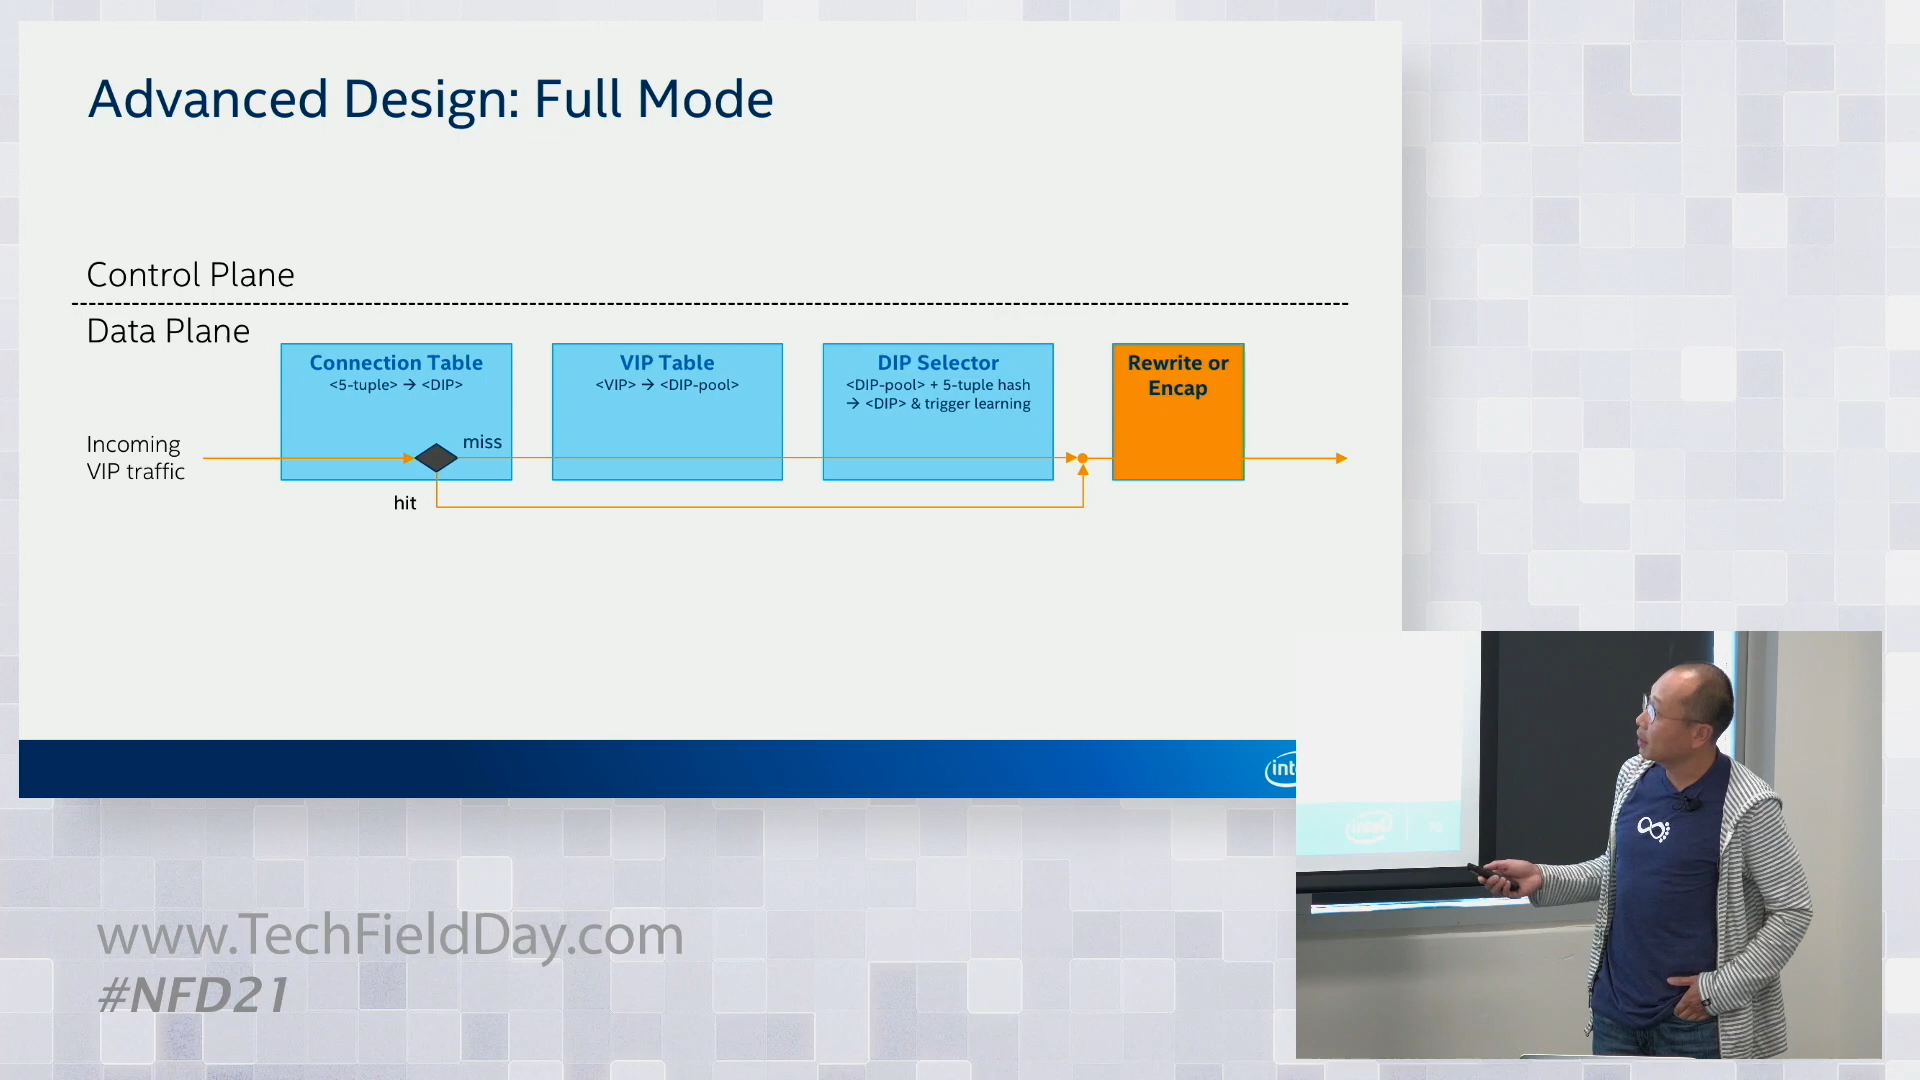 Advanced Design: Full Mode
Control Plane
Data Plane
Connection Table
<5-tuple> → <DIP>
VIP Table
<VIP> → <DIP-pool>
DIP Selector
<DIP-pool> + 5-tuple hash
→ <DIP> & trigger learning
Rewrite or
Encap
Incoming
VIP traffic
miss
hit
www.TechFieldDay.com
#NFD21